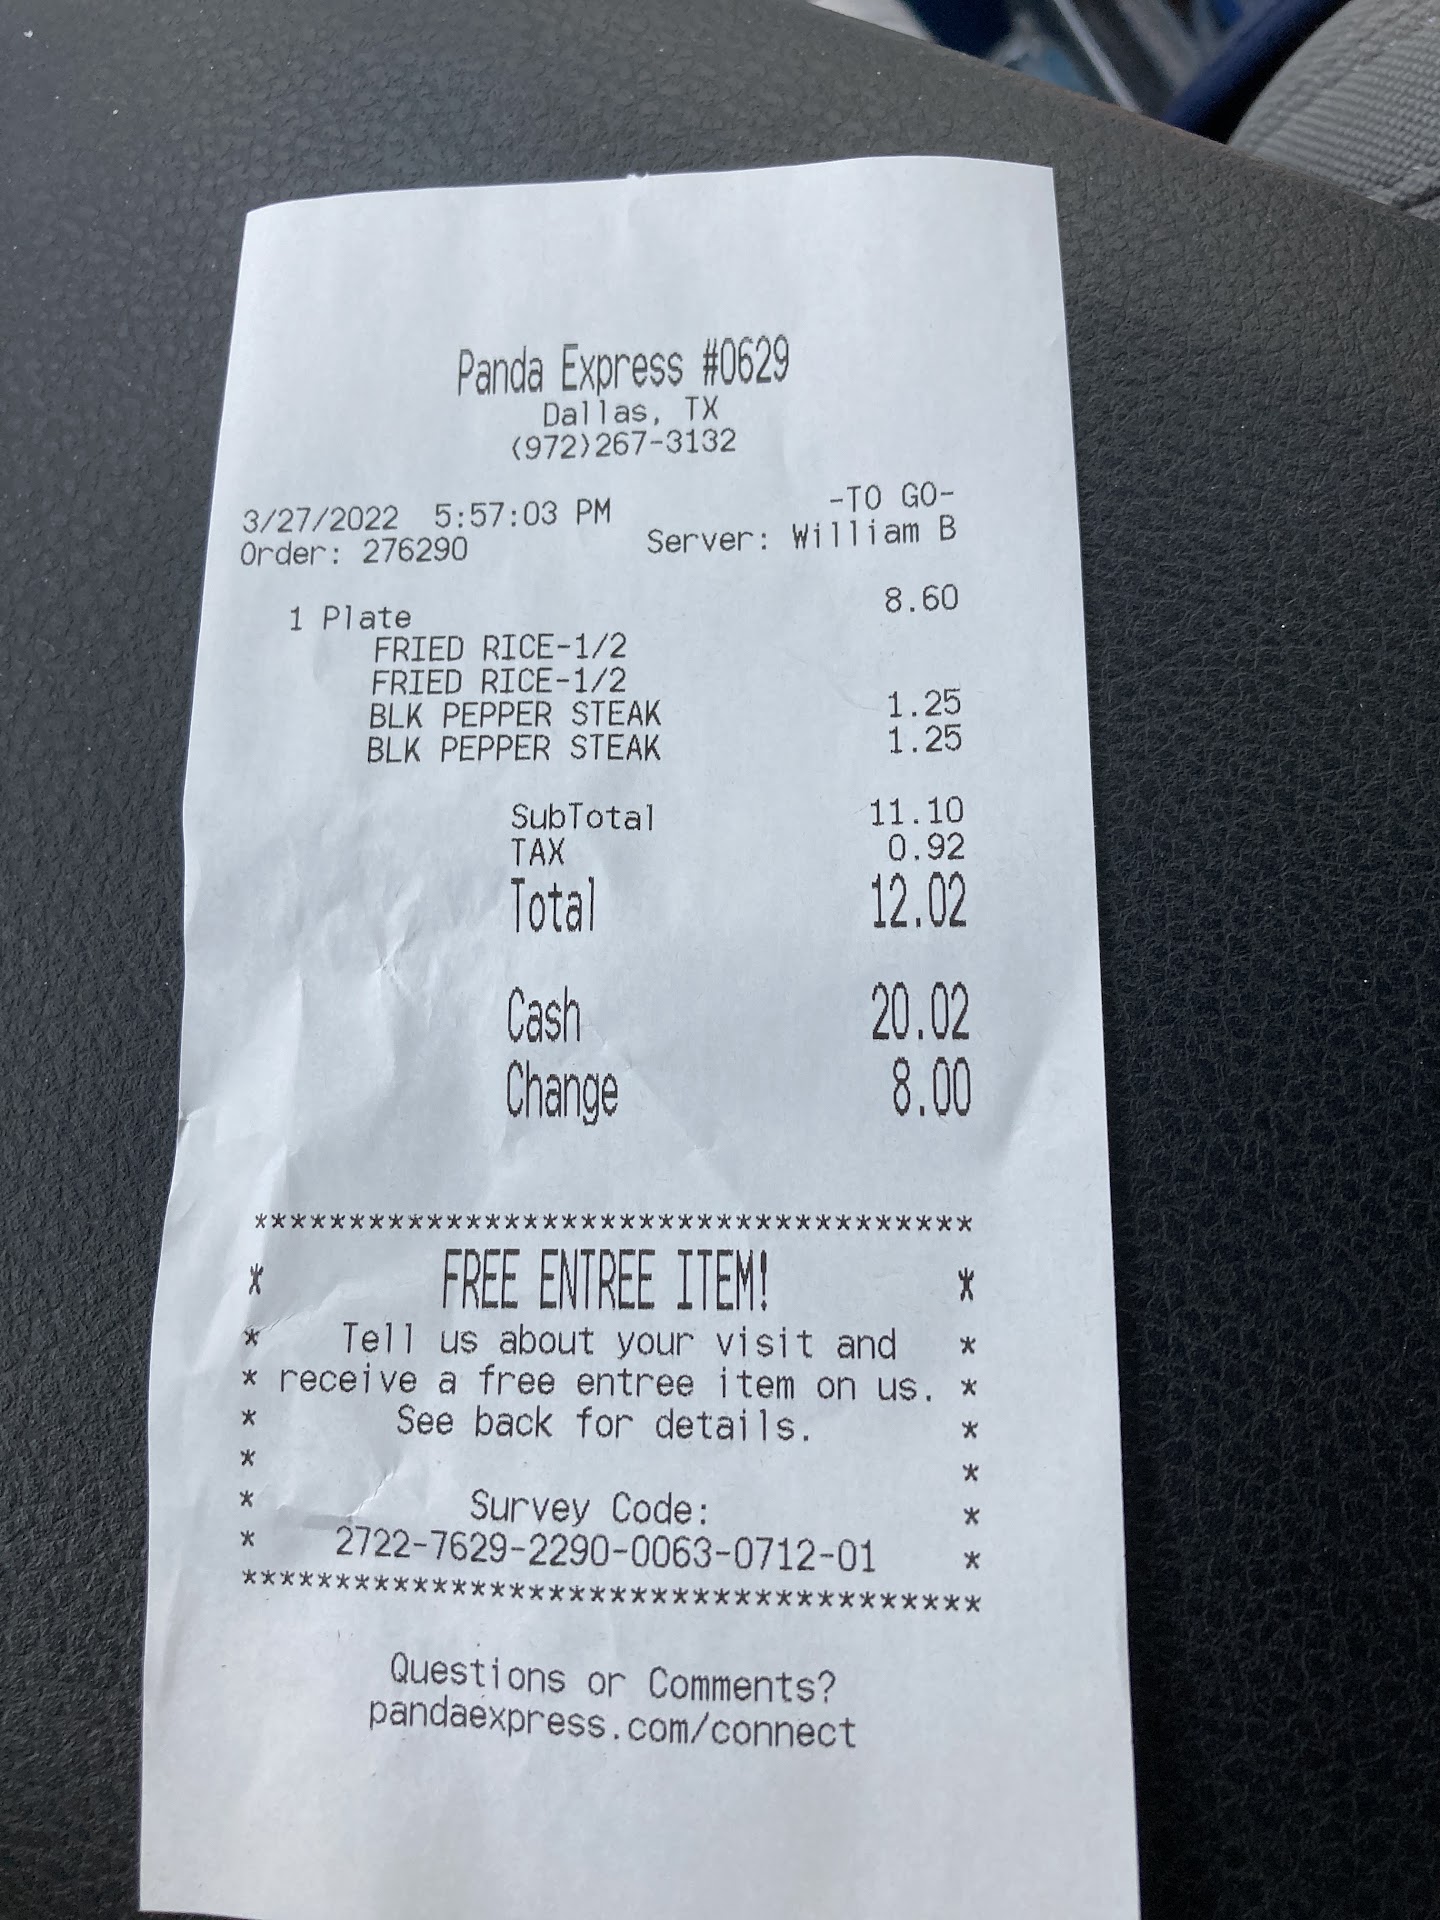 Panda Express #0629
Dallas, TX
(972)267-3132
-TO GO-
3/27/2022 5:57:03 PM
Order: 276290 Server: William B
1 Plate 8.60
FRIED RICE-1/2
FRIED RICE-1/2
BLK PEPPER STEAK 1.25
BLK PEPPER STEAK 1.25
SubTotal 11.10
TAX 0.92
Total 12.02
Cash 20.02
Change 8.00
*************************************
* FREE ENTREE ITEM! *
* Tell us about your visit and *
* receive a free entree item on us. *
* See back for details. *
* *
* Survey Code: *
* 2722-7629-2290-0063-0712-01 *
*************************************
Questions or Comments?
pandaexpress.com/connect